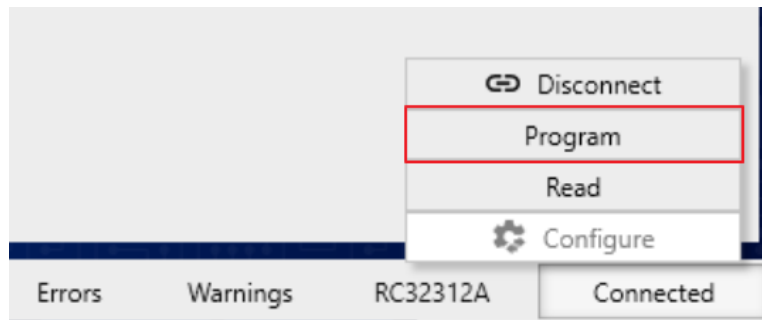 Disconnect
Program
Read
Configure
Errors Warnings RC32312A Connected